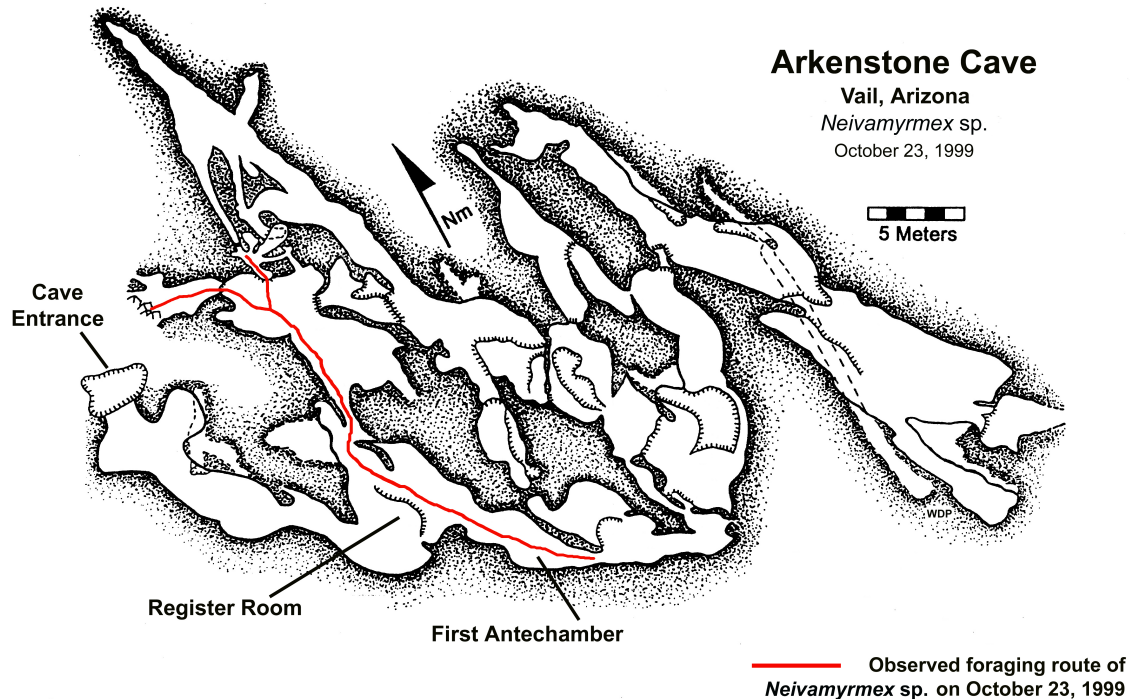 Arkenstone Cave
Vail, Arizona
Neivamyrmex sp.
October 23, 1999
Nm
5 Meters
Cave
Entrance
WDP
Register Room
First Antechamber
Observed foraging route of
Neivamyrmex sp. on October 23, 1999